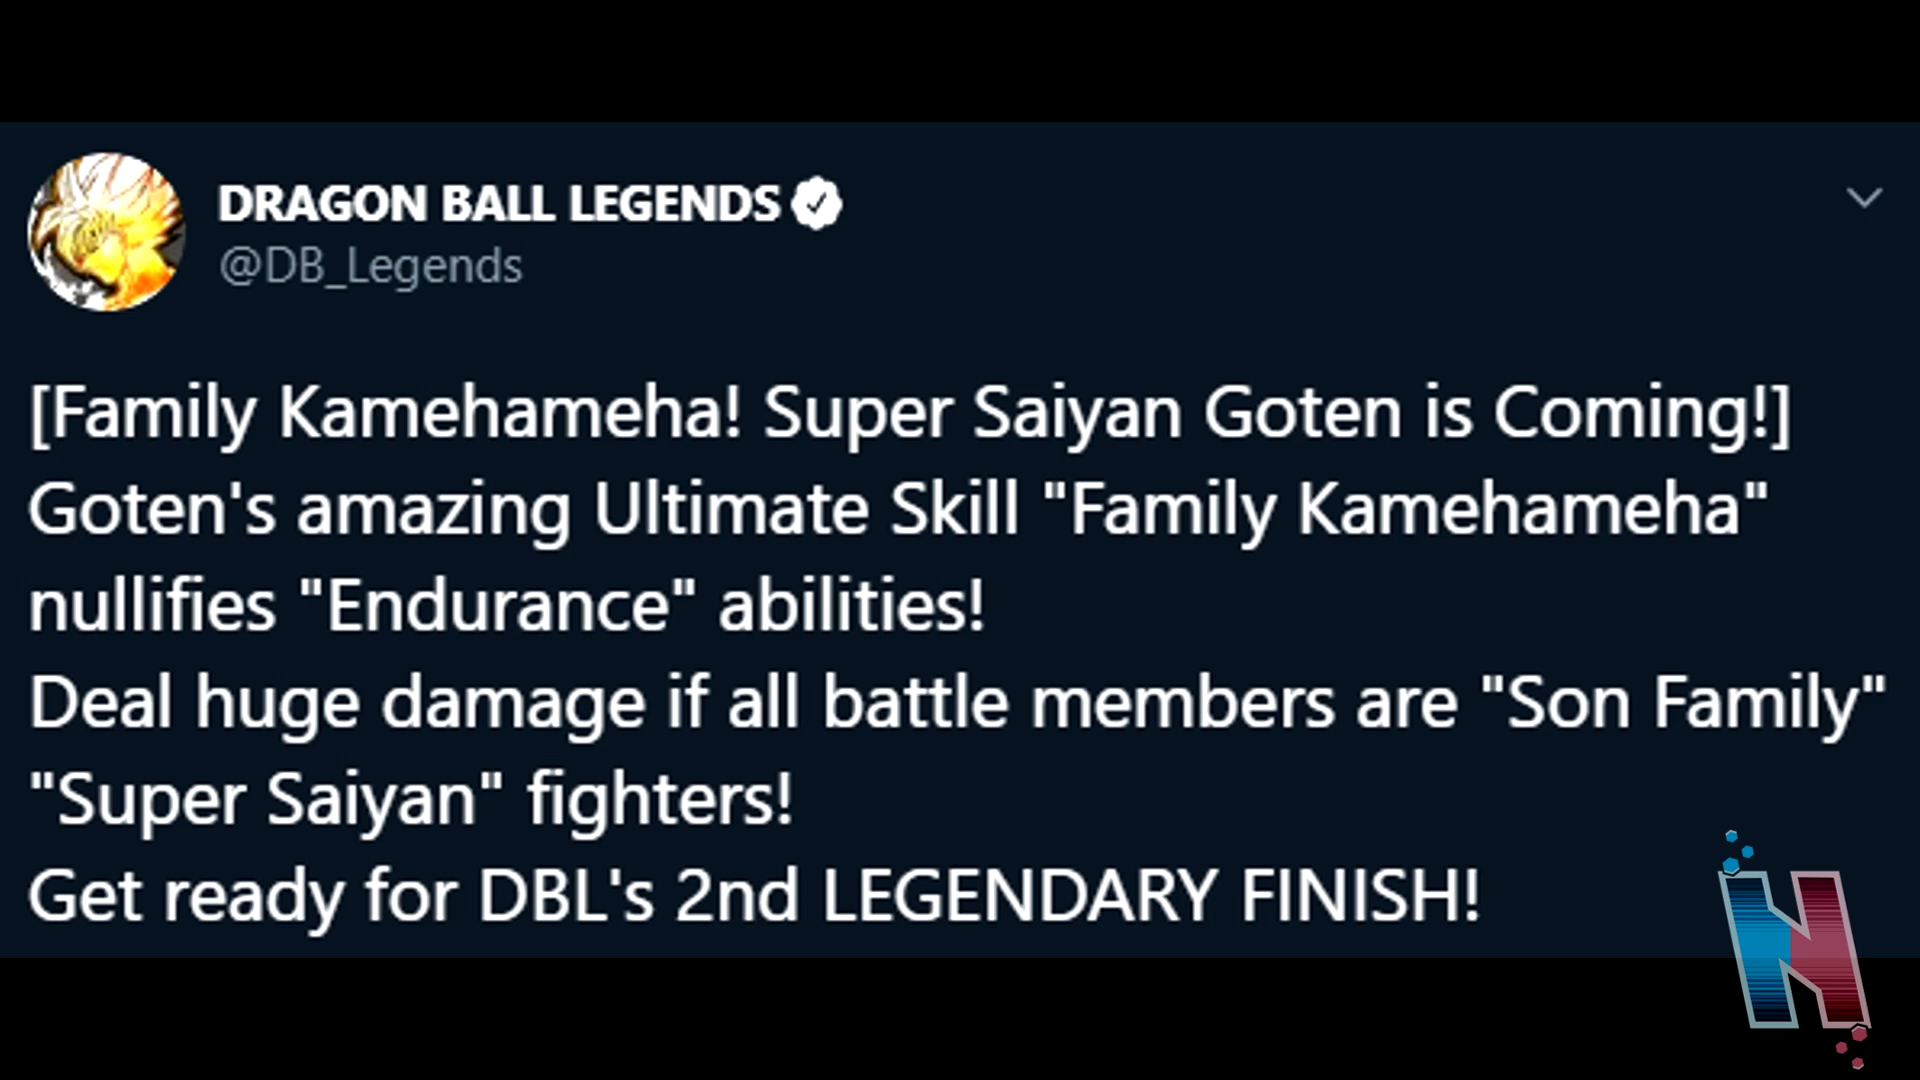 DRAGON BALL LEGENDS
@DB_Legends
[Family Kamehameha! Super Saiyan Goten is Coming!]
Goten's amazing Ultimate Skill "Family Kamehameha"
nullifies "Endurance" abilities!
Deal huge damage if all battle members are "Son Family"
"Super Saiyan" fighters!
Get ready for DBL's 2nd LEGENDARY FINISH!
N